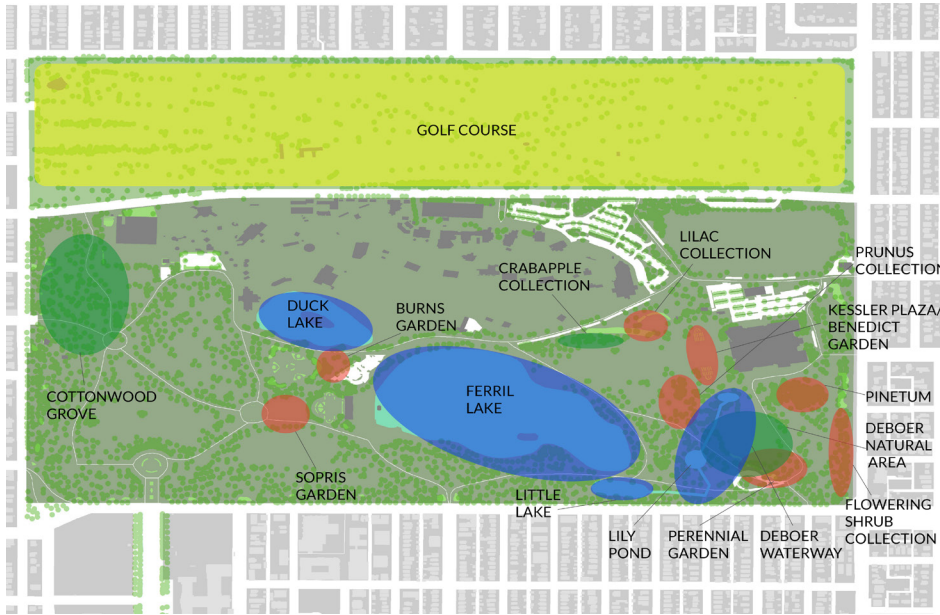 GOLF COURSE
LILAC
COLLECTION
PRUNUS
COLLECTION
CRABAPPLE
COLLECTION
DUCK
LAKE
BURNS
GARDEN
KESSLER PLAZA/
BENEDICT
GARDEN
COTTONWOOD
GROVE
FERRIL
LAKE
PINETUM
DEBOER
NATURAL
AREA
SOPRIS
GARDEN
LITTLE
LAKE
FLOWERING
SHRUB
COLLECTION
LILY
POND
PERENNIAL
GARDEN
DEBOER
WATERWAY